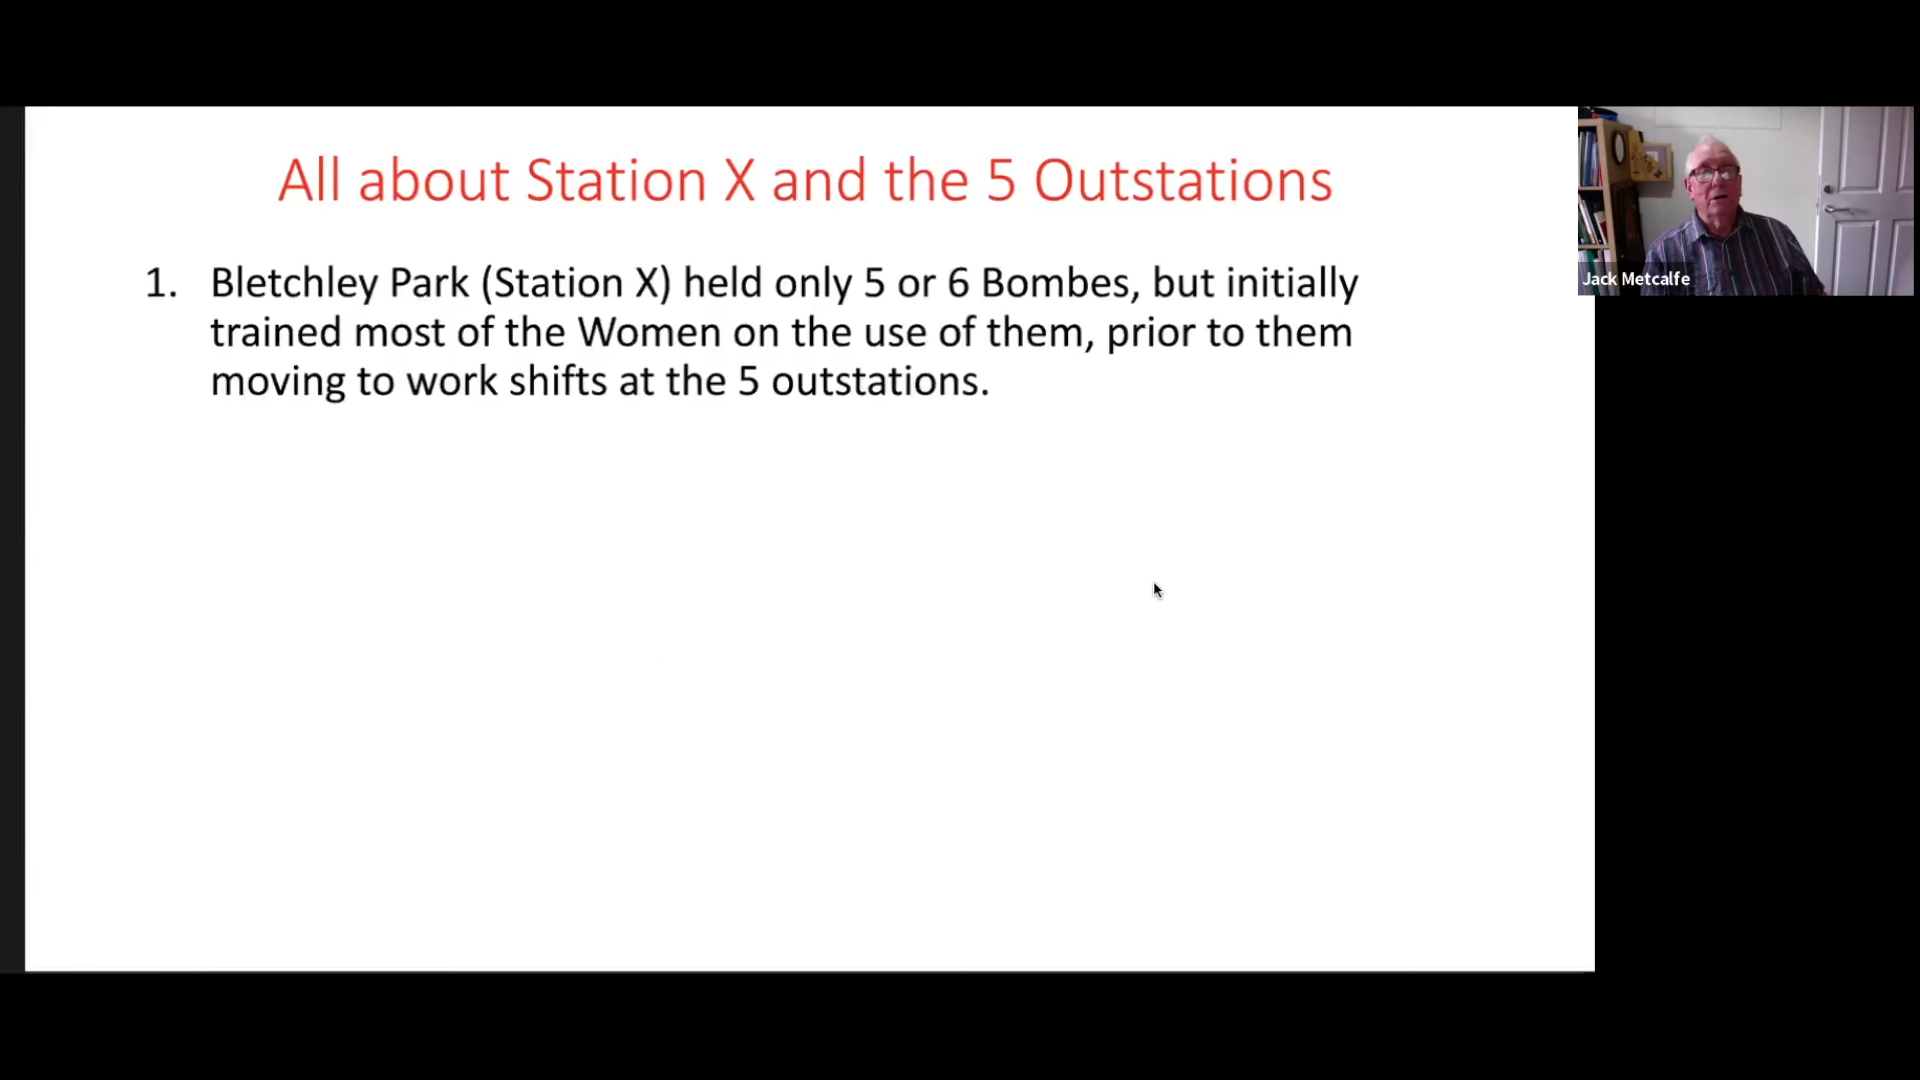 All about Station X and the 5 Outstations
1. Bletchley Park (Station X) held only 5 or 6 Bombes, but initially
trained most of the Women on the use of them, prior to them
moving to work shifts at the 5 outstations.
Jack Metcalfe